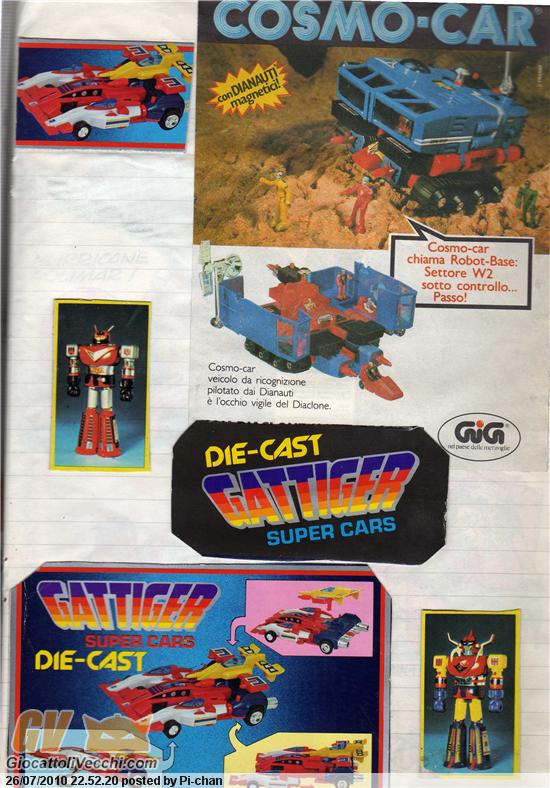 COSMO-CAR
con DIANAUTI
magnetici!
Cosmo-car
chiama Robot-Base:
Settore W2
sotto controllo...
Passo!
Cosmo-car
veicolo da ricognizione
pilotato dai Dianauti
è l'occhio vigile del Diaclone.
GiG
nel paese delle meraviglie
DIE-CAST
GATTIGER
SUPER CARS
GATTIGER
SUPER CARS
DIE-CAST
GV
GiocattoliVecchi.com
26/07/2010 22.52.20 posted by Pi-chan